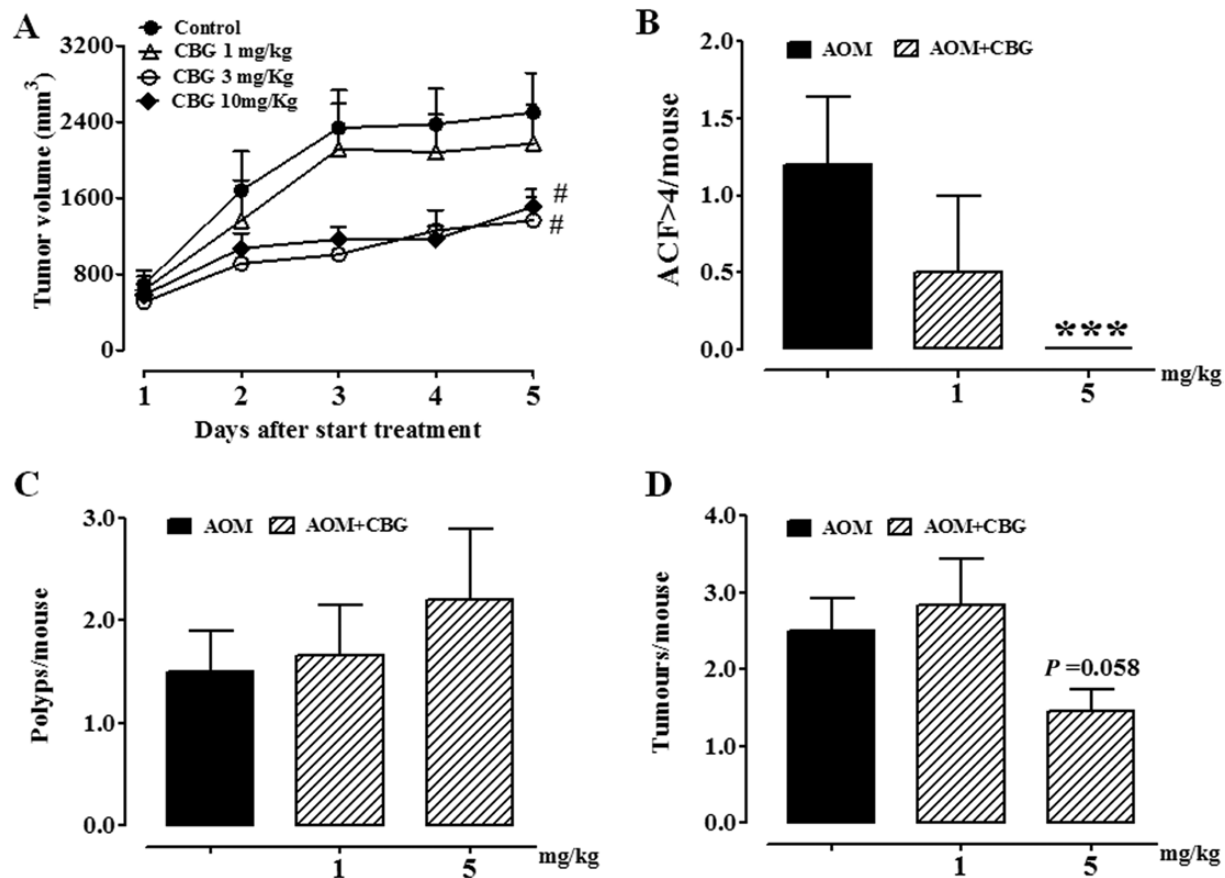 A
Control
CBG 1 mg/kg
CBG 3 mg/Kg
CBG 10mg/Kg
Tumor volume (mm³)
3200
2400
1600
800
0
#
#
1 2 3 4 5
Days after start treatment
B
AOM AOM+CBG
ACF>4/mouse
2.0
1.5
1.0
0.5
0.0
***
- 1 5 mg/kg
C
AOM AOM+CBG
Polyps/mouse
3.0
2.0
1.0
0.0
- 1 5 mg/kg
D
AOM AOM+CBG
Tumours/mouse
4.0
3.0
2.0
1.0
0.0
P =0.058
- 1 5 mg/kg